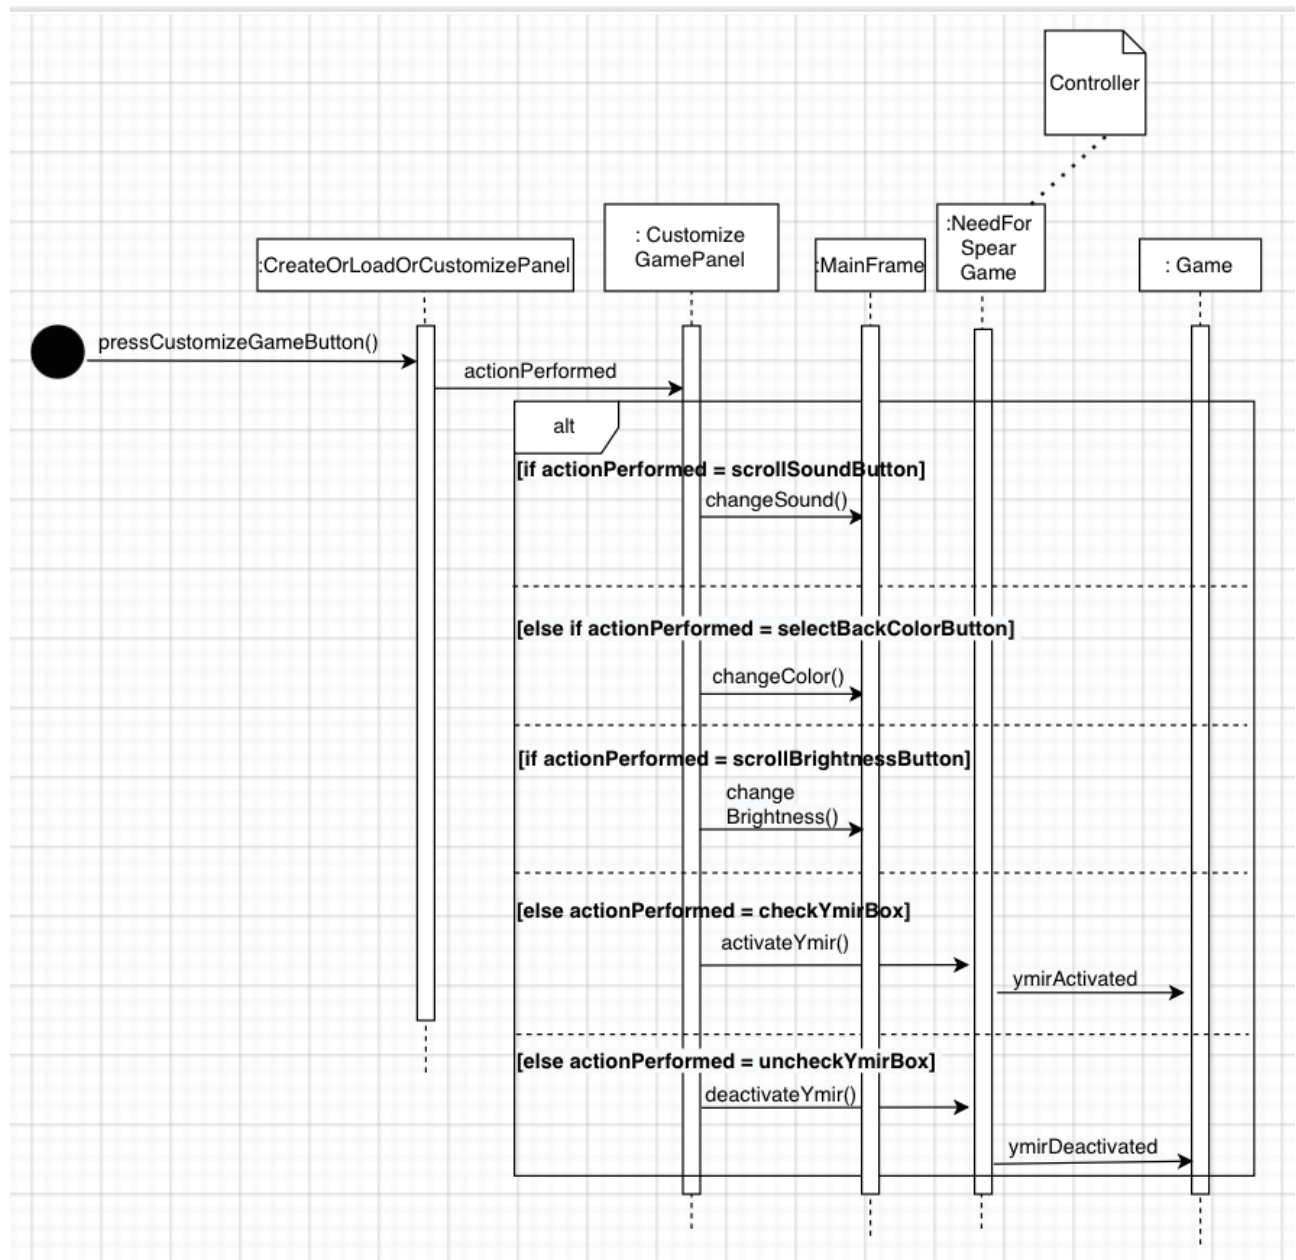 Controller
:NeedFor
Spear
Game
: Customize
GamePanel
:CreateOrLoadOrCustomizePanel
:MainFrame
: Game
pressCustomizeGameButton()
actionPerformed
alt
[if actionPerformed = scrollSoundButton]
changeSound()
[else if actionPerformed = selectBackColorButton]
changeColor()
[if actionPerformed = scrollBrightnessButton]
change
Brightness()
[else actionPerformed = checkYmirBox]
activateYmir()
ymirActivated
[else actionPerformed = uncheckYmirBox]
deactivateYmir()
ymirDeactivated